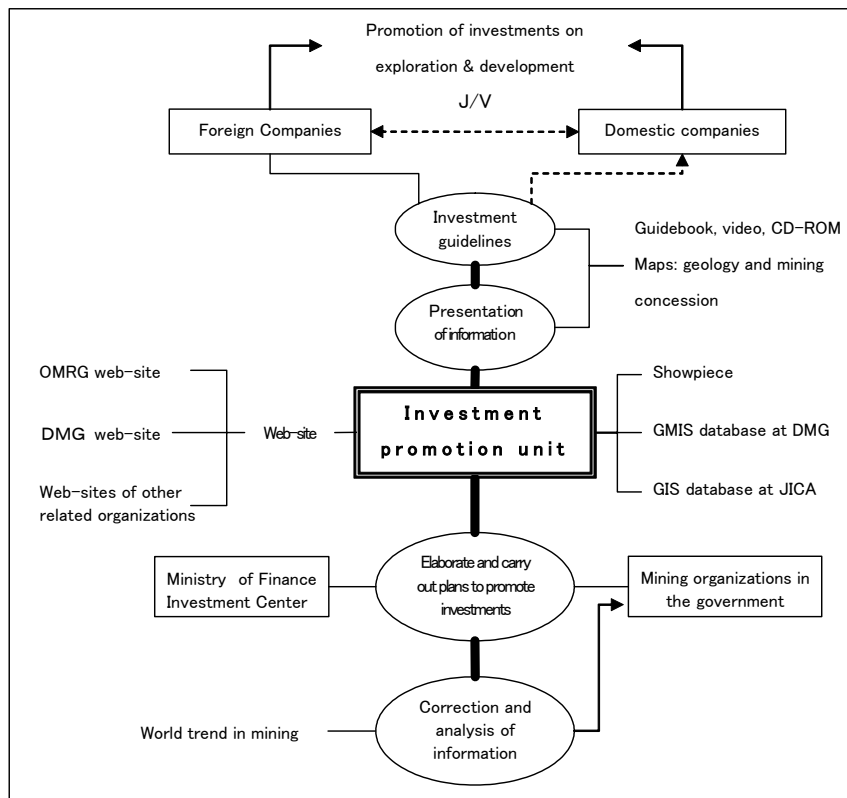 Promotion of investments on
exploration & development
J/V
Foreign Companies
Domestic companies
Investment
guidelines
Guidebook, video, CD-ROM
Maps: geology and mining
concession
Presentation
of information
OMRG web-site
DMG web-site
Web-sites of other
related organizations
Web-site
Investment
promotion unit
Showpiece
GMIS database at DMG
GIS database at JICA
Ministry of Finance
Investment Center
Elaborate and carry
out plans to promote
investments
Mining organizations in
the government
World trend in mining
Correction and
analysis of
information